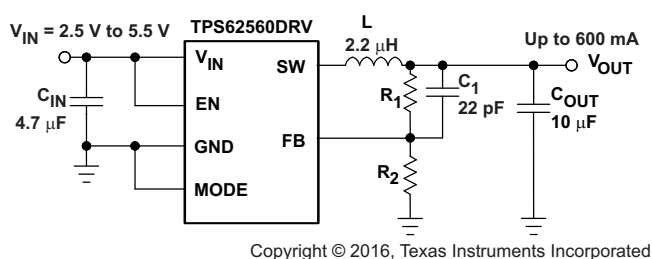 V_IN = 2.5 V to 5.5 V
TPS62560DRV
L
2.2 μH
Up to 600 mA
V_IN
SW
V_OUT
C_IN
4.7 μF
EN
R_1
C_1
22 pF
C_OUT
10 μF
GND
FB
MODE
R_2
Copyright © 2016, Texas Instruments Incorporated